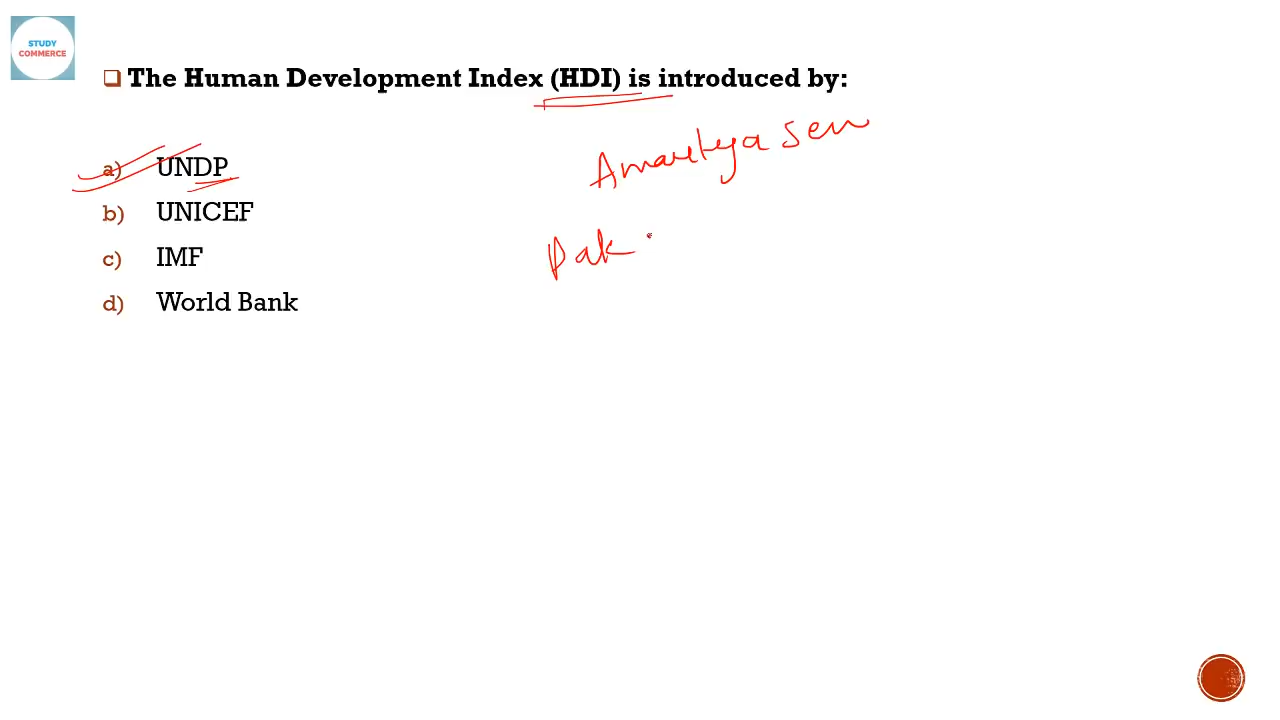 STUDY
COMMERCE
The Human Development Index (HDI) is introduced by:
Amartya Sen
a) UNDP
b) UNICEF
Pak
c) IMF
d) World Bank